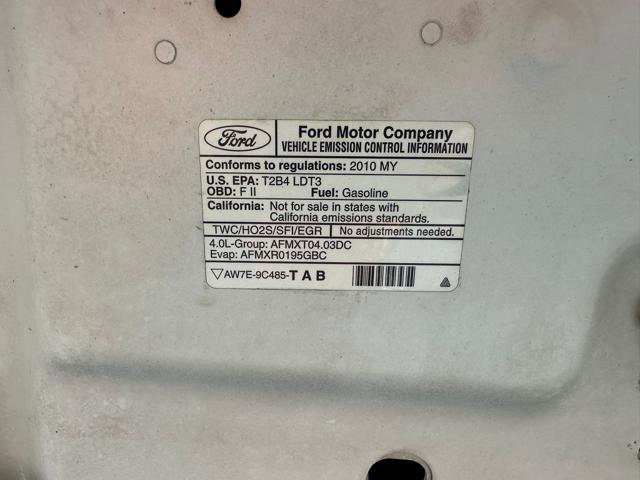 Ford
Ford Motor Company
VEHICLE EMISSION CONTROL INFORMATION
Conforms to regulations: 2010 MY
U.S. EPA: T2B4 LDT3
OBD: F II Fuel: Gasoline
California: Not for sale in states with
California emissions standards.
TWC/HO2S/SFI/EGR No adjustments needed.
4.0L-Group: AFMXT04.03DC
Evap: AFMXR0195GBC
AW7E-9C485-T A B